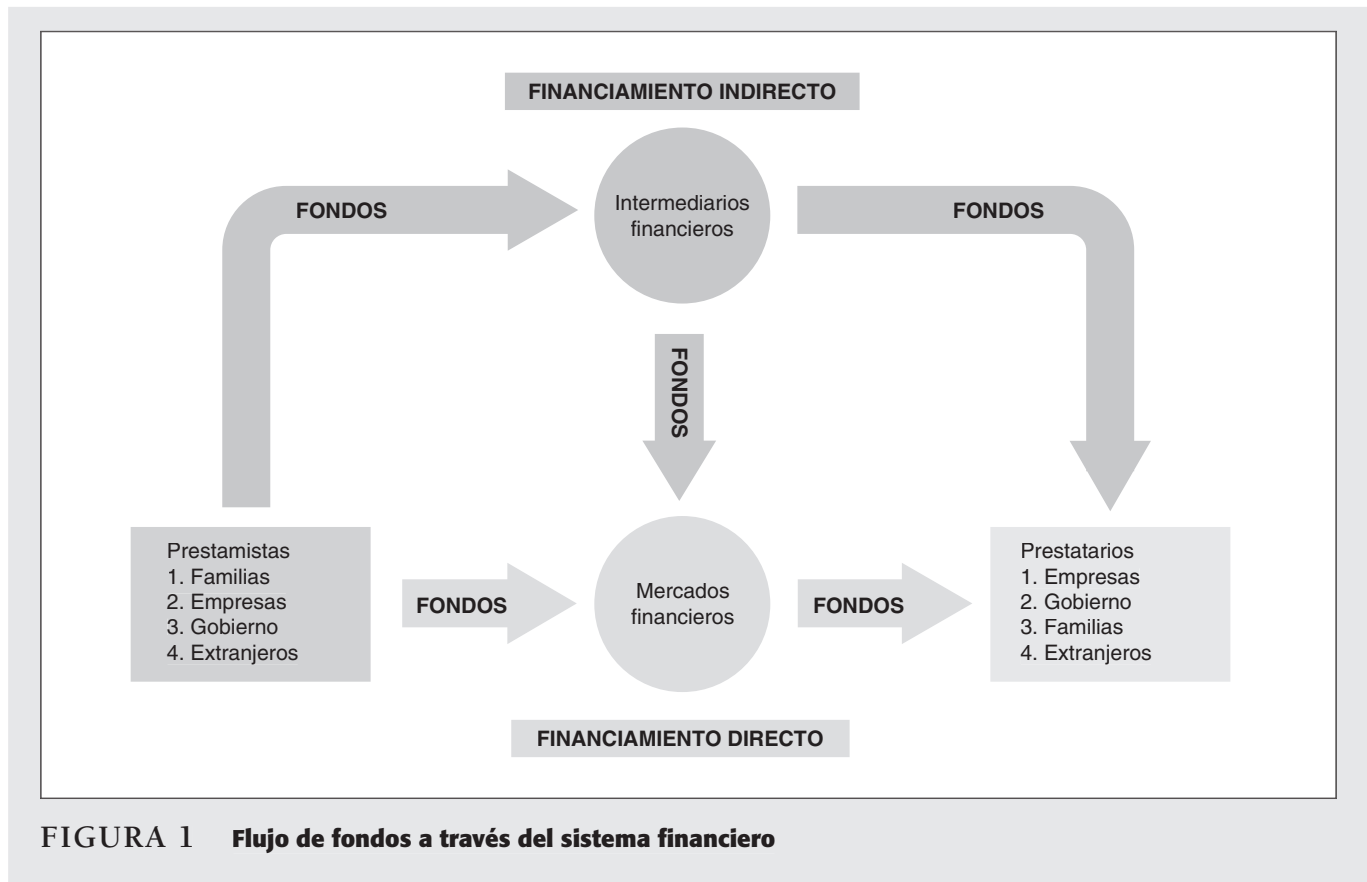 FINANCIAMIENTO INDIRECTO
FONDOS
Intermediarios
financieros
FONDOS
FONDOS
Prestamistas
1. Familias
2. Empresas
3. Gobierno
4. Extranjeros
FONDOS
Mercados
financieros
FONDOS
Prestatarios
1. Empresas
2. Gobierno
3. Familias
4. Extranjeros
FINANCIAMIENTO DIRECTO
FIGURA 1 Flujo de fondos a través del sistema financiero